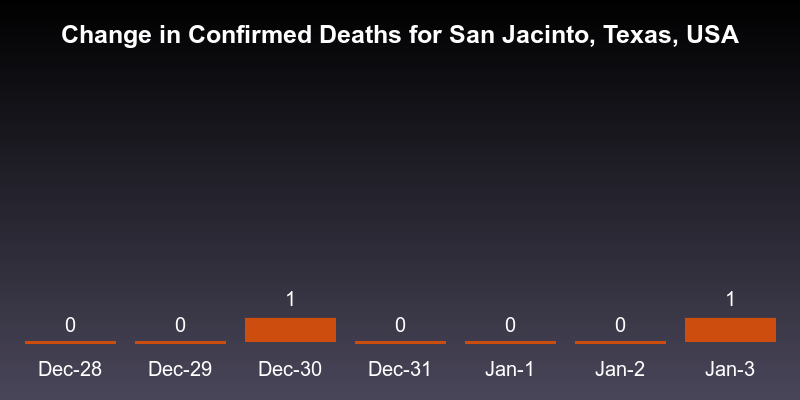 Change in Confirmed Deaths for San Jacinto, Texas, USA
0 0 1 0 0 0 1
Dec-28 Dec-29 Dec-30 Dec-31 Jan-1 Jan-2 Jan-3